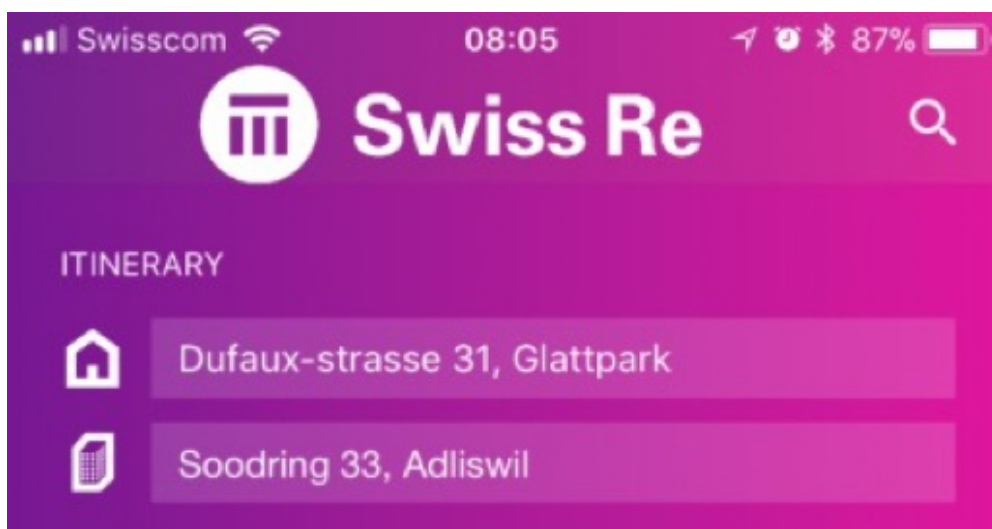 Swisscom 08:05 87%
Swiss Re
ITINERARY
Dufaux-strasse 31, Glattpark
Soodring 33, Adliswil